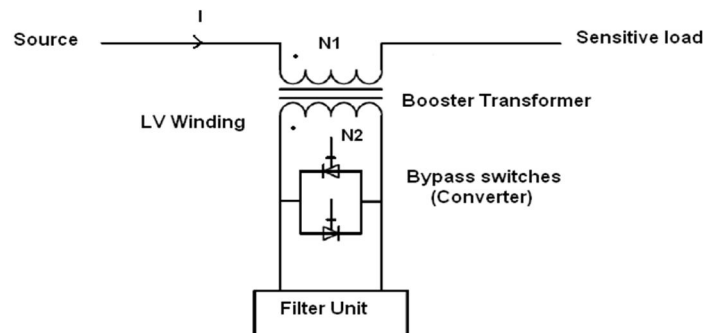 I
Source
N1
Sensitive load
Booster Transformer
LV Winding
N2
Bypass switches
(Converter)
Filter Unit